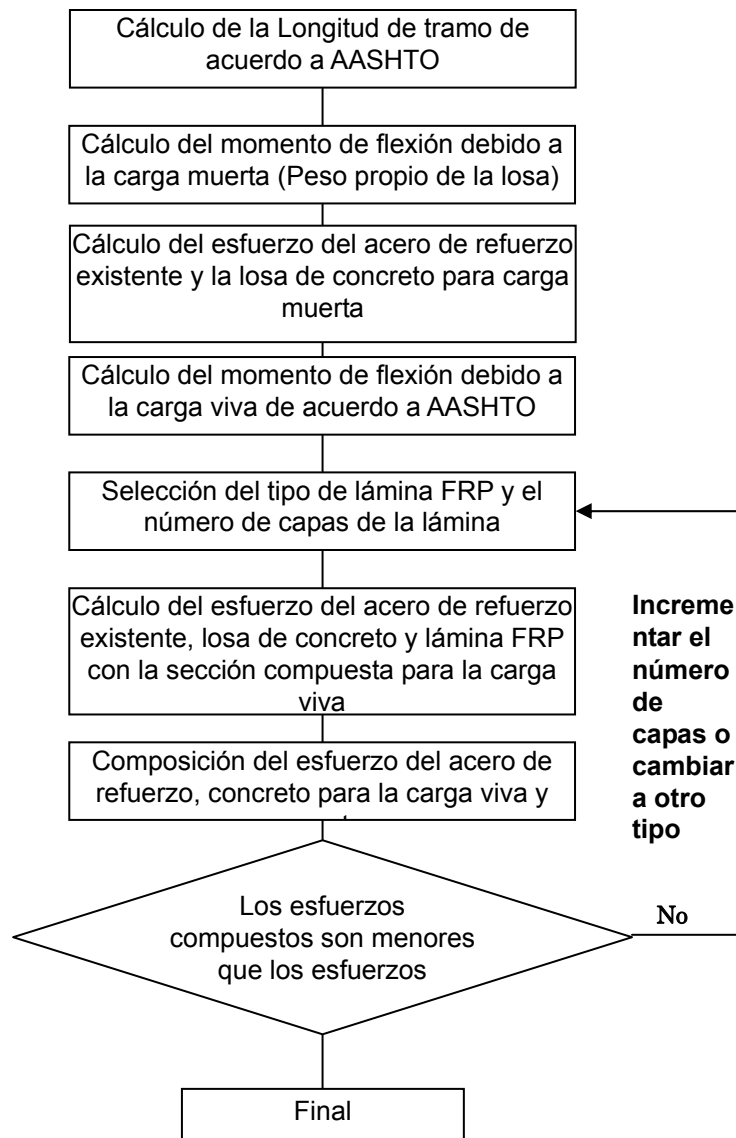 Cálculo de la Longitud de tramo de
acuerdo a AASHTO
Cálculo del momento de flexión debido a
la carga muerta (Peso propio de la losa)
Cálculo del esfuerzo del acero de refuerzo
existente y la losa de concreto para carga
muerta
Cálculo del momento de flexión debido a
la carga viva de acuerdo a AASHTO
Selección del tipo de lámina FRP y el
número de capas de la lámina
Cálculo del esfuerzo del acero de refuerzo
existente, losa de concreto y lámina FRP
con la sección compuesta para la carga
viva
Composición del esfuerzo del acero de
refuerzo, concreto para la carga viva y
Los esfuerzos
compuestos son menores
que los esfuerzos
Final
Increme
ntar el
número
de
capas o
cambiar
a otro
tipo
No